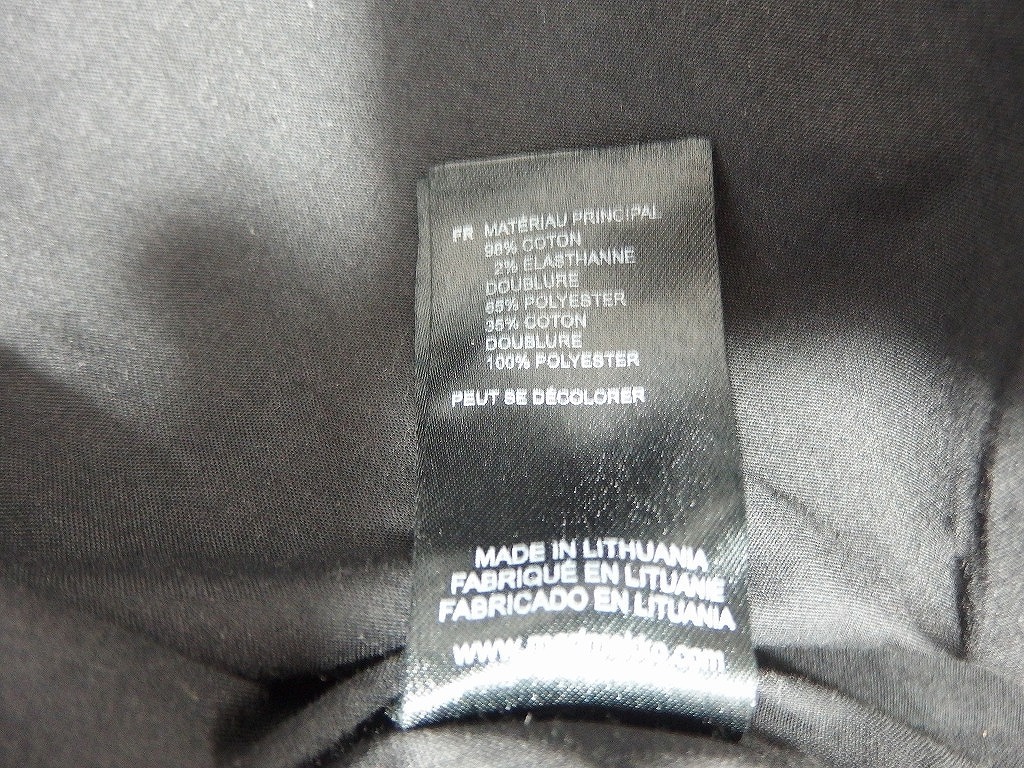 FR MATÉRIAU PRINCIPAL
98% COTON
2% ÉLASTHANNE
DOUBLURE
65% POLYESTER
35% COTON
DOUBLURE
100% POLYESTER
PEUT SE DÉCOLORER
MADE IN LITHUANIA
FABRIQUÉ EN LITUANIE
FABRICADO EN LITUANIA